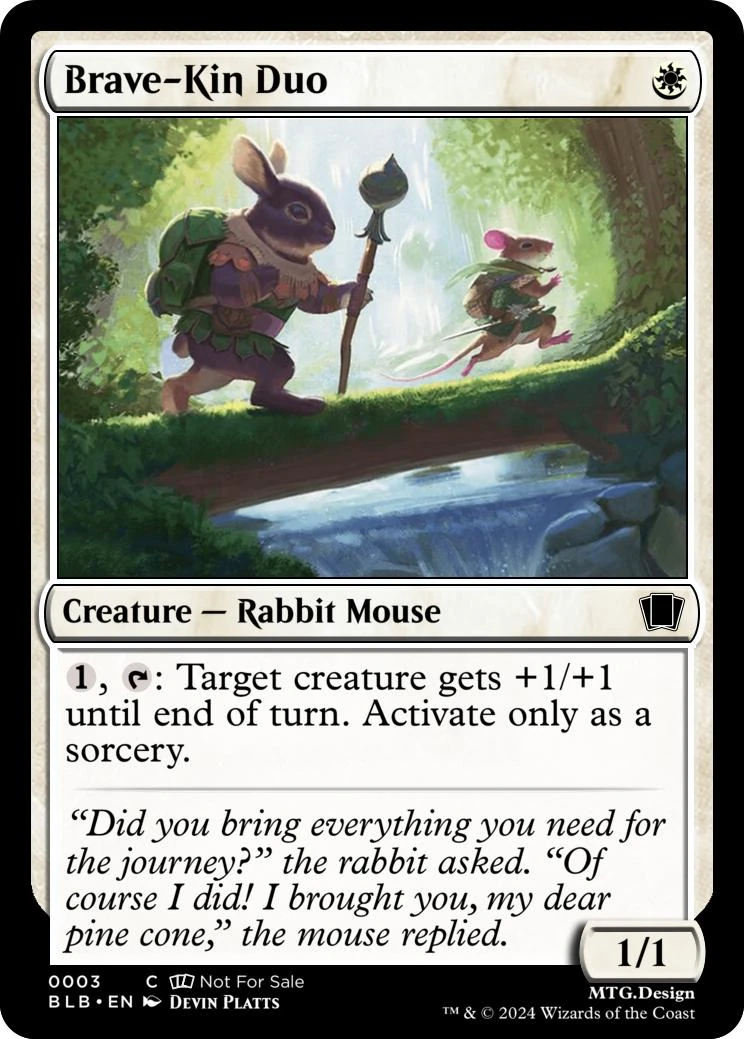 Brave-Kin Duo
Creature — Rabbit Mouse
1, : Target creature gets +1/+1
until end of turn. Activate only as a
sorcery.
“Did you bring everything you need for
the journey?” the rabbit asked. “Of
course I did! I brought you, my dear
pine cone,” the mouse replied.
1/1
0003 C Not For Sale
BLB • EN Devin Platts
MTG.Design
™ & © 2024 Wizards of the Coast